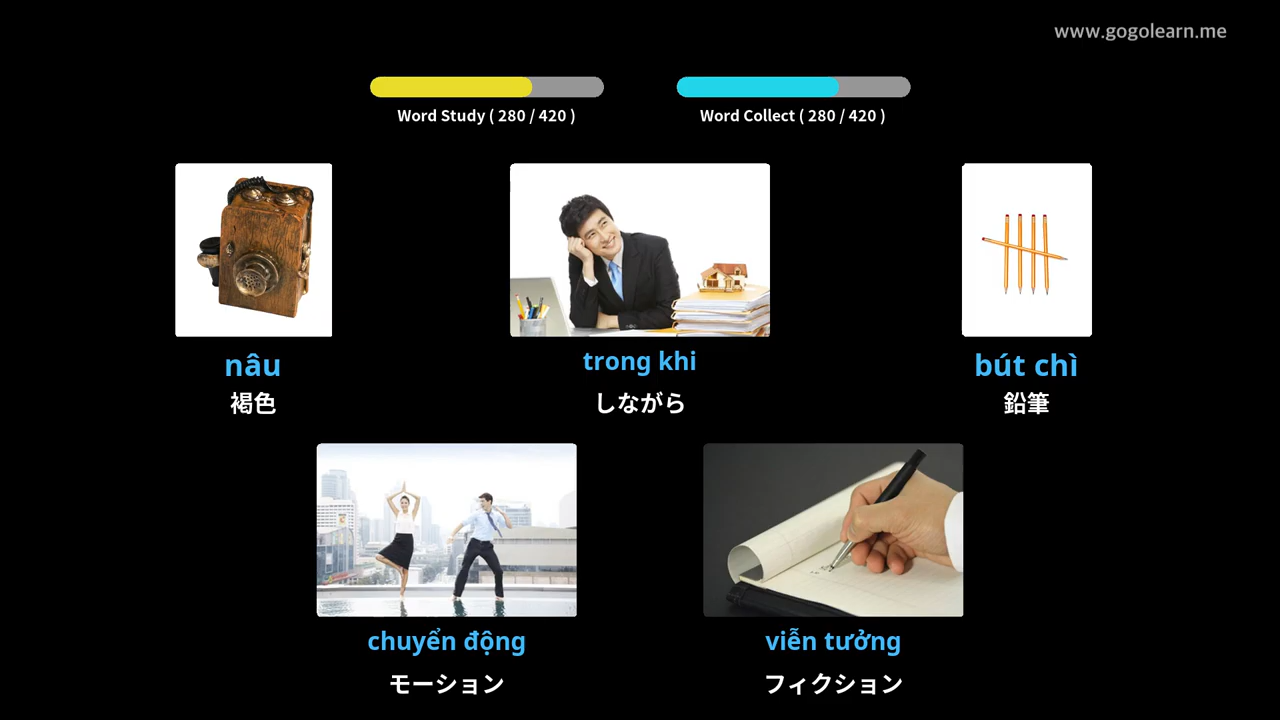 www.gogolearn.me
Word Study ( 280 / 420 )
Word Collect ( 280 / 420 )
nâu
褐色
trong khi
しながら
bút chì
鉛筆
chuyển động
モーション
viễn tưởng
フィクション